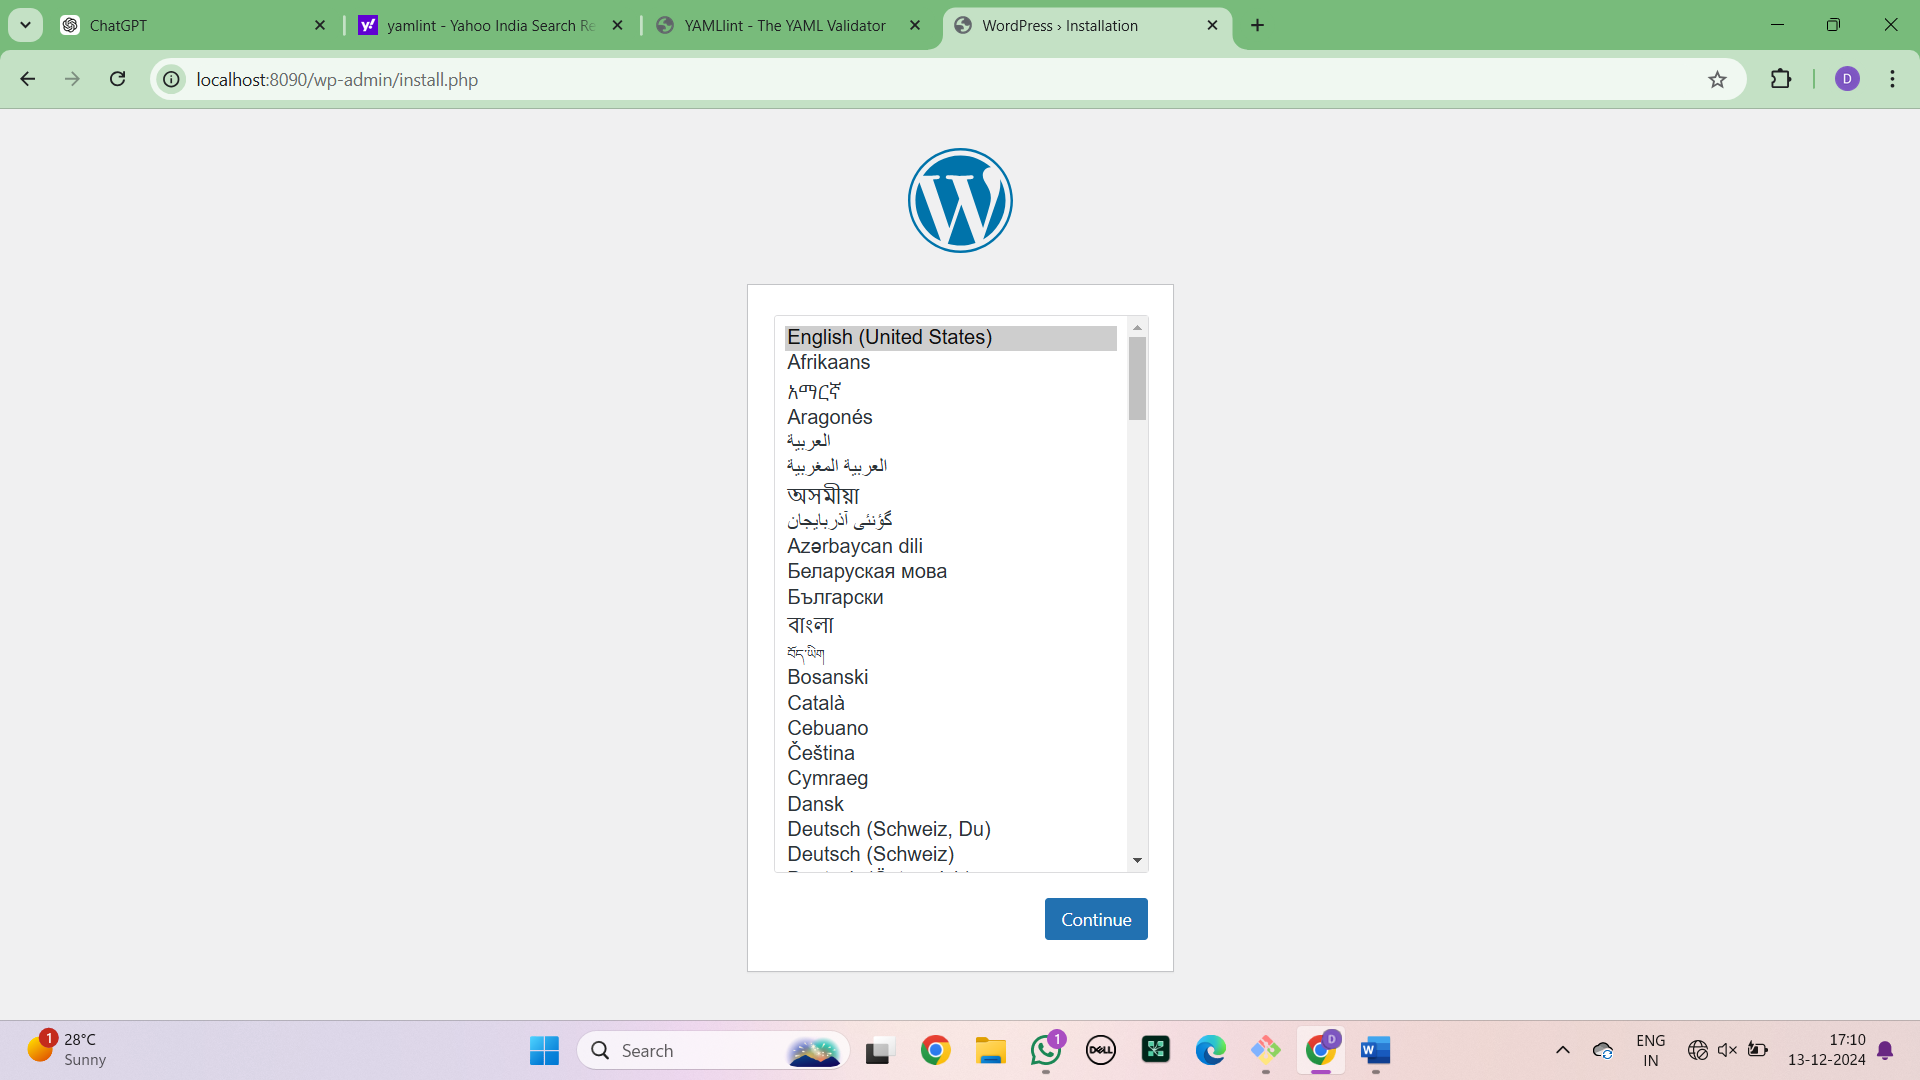 ChatGPT
yamlint - Yahoo India Search Re
YAMLlint - The YAML Validator
WordPress › Installation
localhost:8090/wp-admin/install.php
D
English (United States)
Afrikaans
አማርኛ
Aragonés
العربية
العربية المغربية
অসমীয়া
گؤنئی آذربایجان
Azərbaycan dili
Беларуская мова
Български
বাংলা
བོད་ཡིག
Bosanski
Català
Cebuano
Čeština
Cymraeg
Dansk
Deutsch (Schweiz, Du)
Deutsch (Schweiz)
Continue
1
28°C
Sunny
Search
1
DELL
D
W
ENG
IN
17:10
13-12-2024